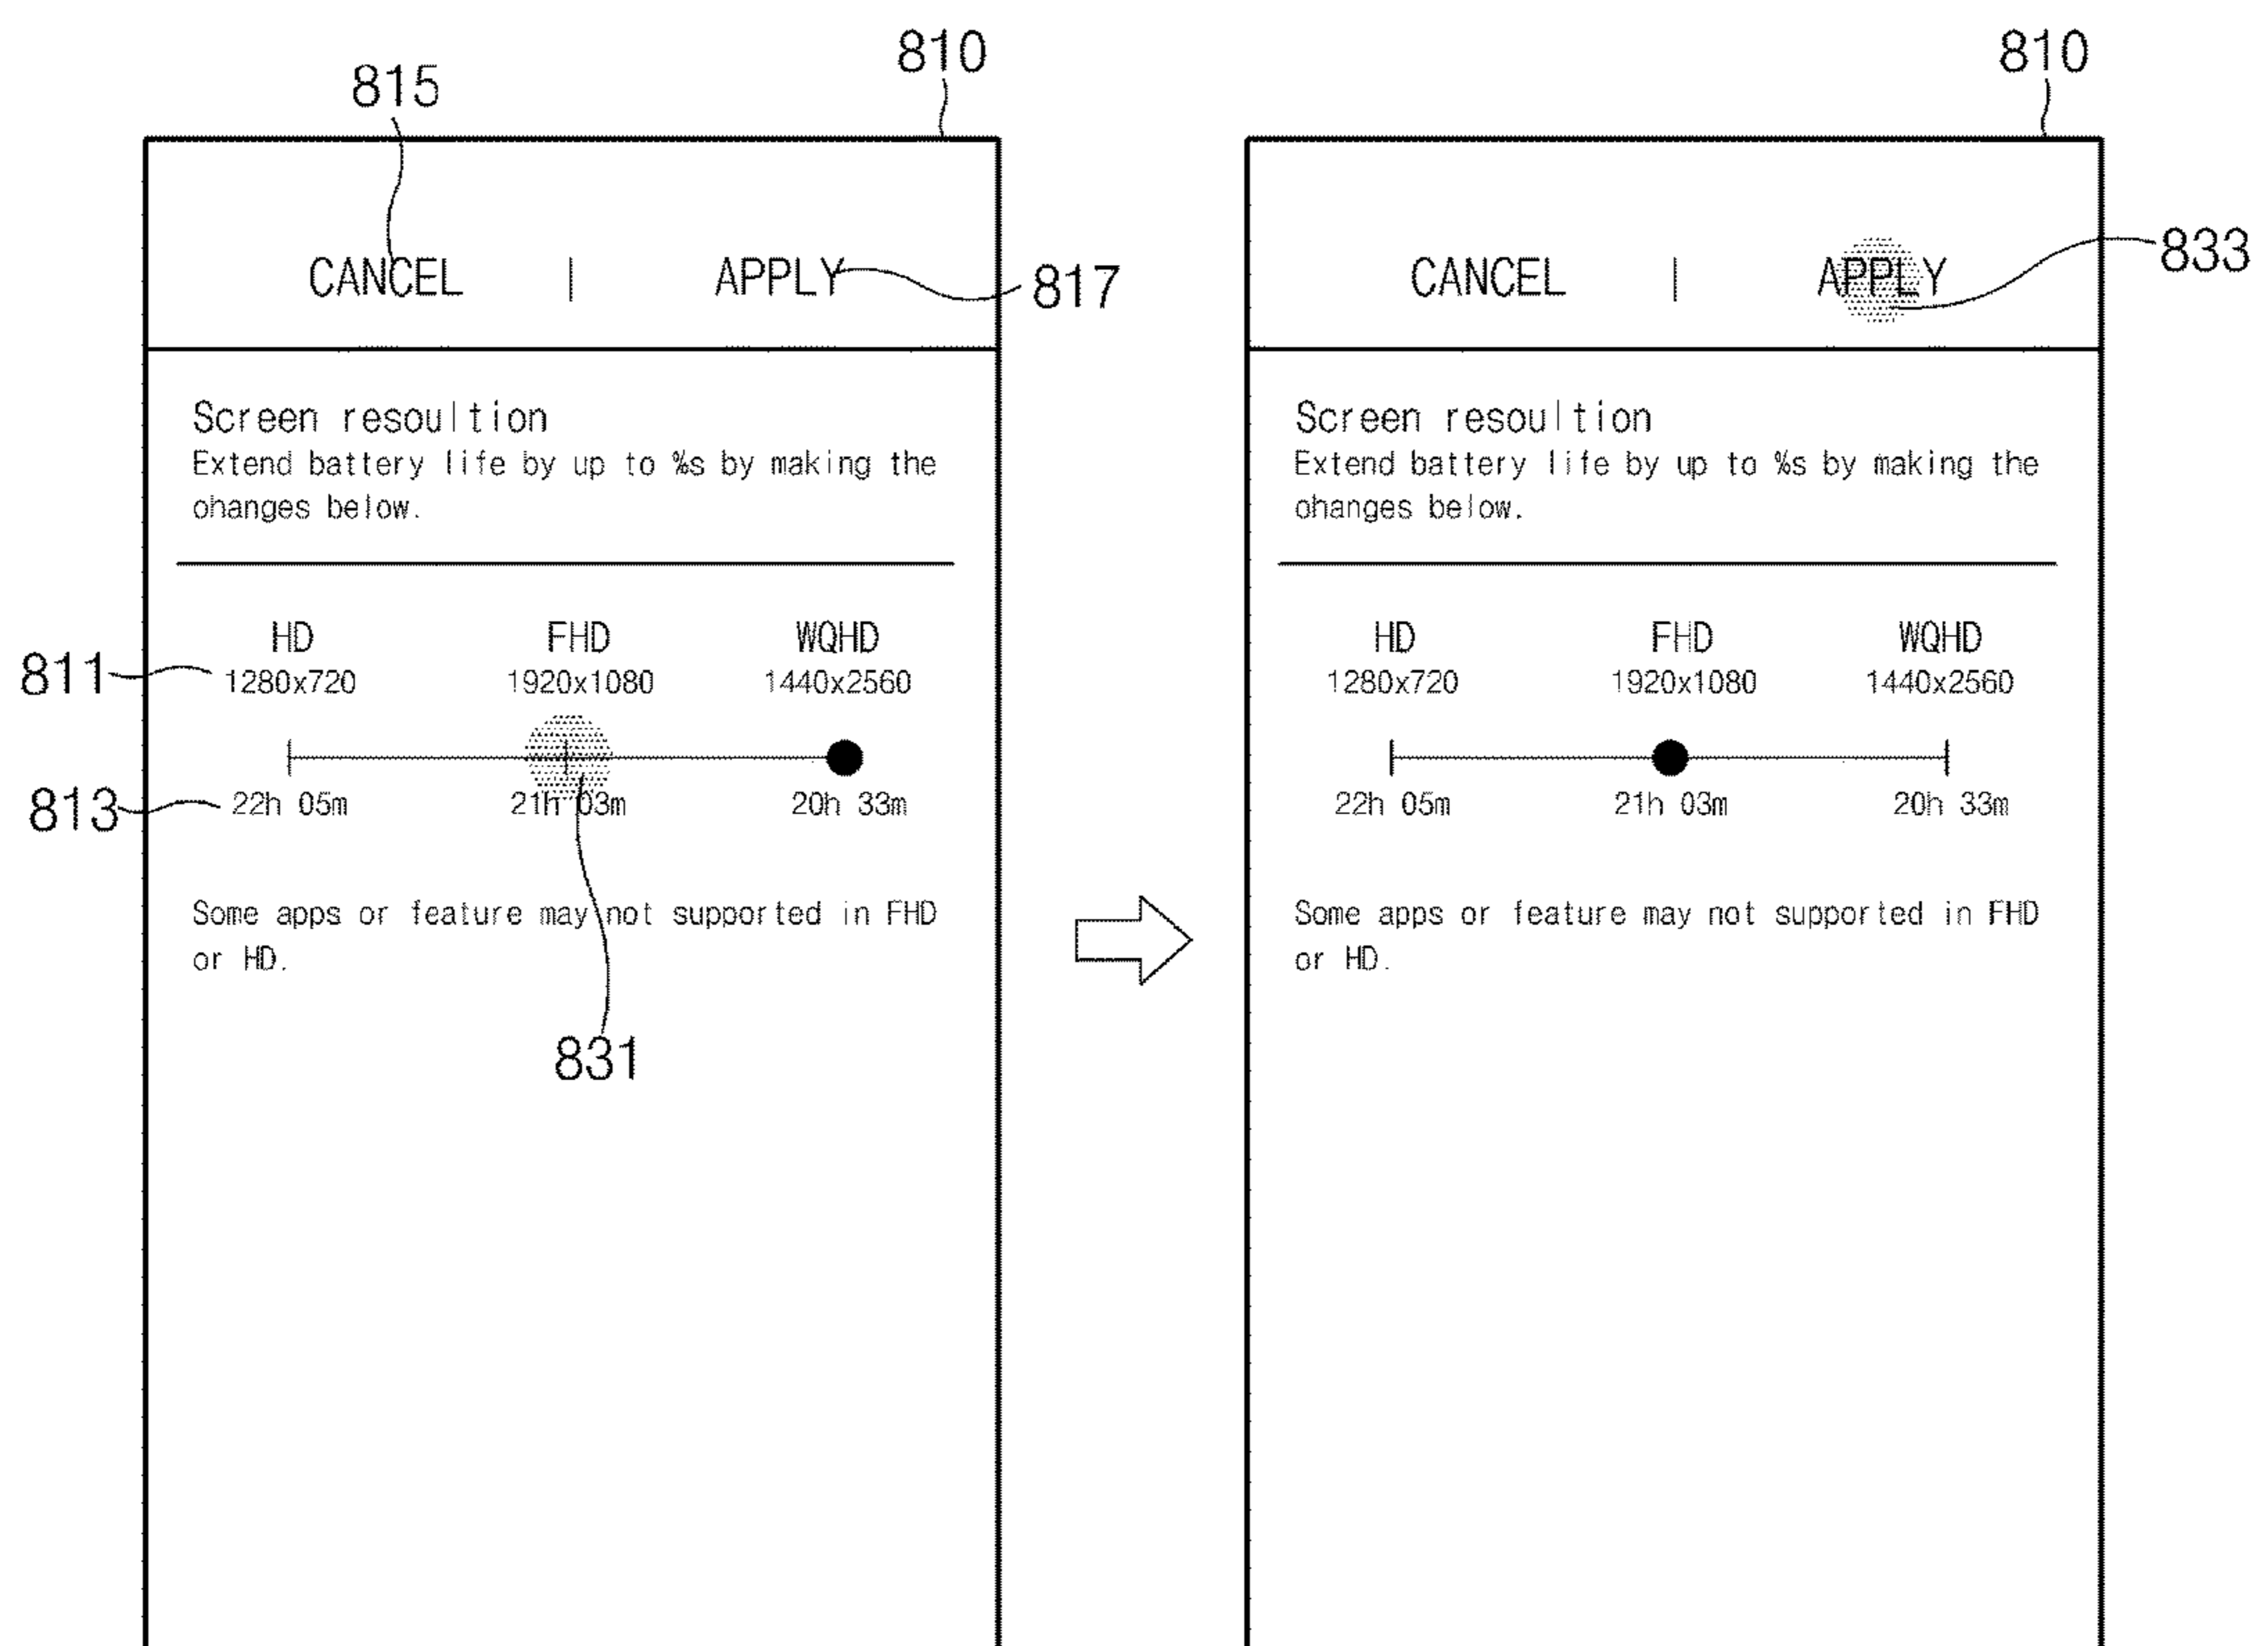 810
810
815
833
CANCEL | APPLY
817
CANCEL | APPLY
Screen resoultion
Extend battery life by up to %s by making the
ohanges below.
HD FHD WQHD
811
1280x720 1920x1080 1440x2560
813
22h 05m 21h 03m 20h 33m
Some apps or feature may not supported in FHD
or HD.
831
Screen resoultion
Extend battery life by up to %s by making the
ohanges below.
HD FHD WQHD
1280x720 1920x1080 1440x2560
22h 05m 21h 03m 20h 33m
Some apps or feature may not supported in FHD
or HD.